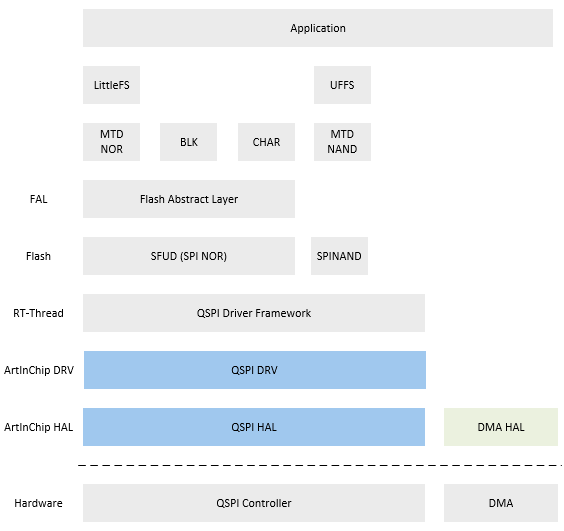 Application
LittleFS
UFFS
MTD
NOR
BLK
CHAR
MTD
NAND
FAL
Flash Abstract Layer
Flash
SFUD (SPI NOR)
SPINAND
RT-Thread
QSPI Driver Framework
ArtInChip DRV
QSPI DRV
ArtInChip HAL
QSPI HAL
DMA HAL
Hardware
QSPI Controller
DMA